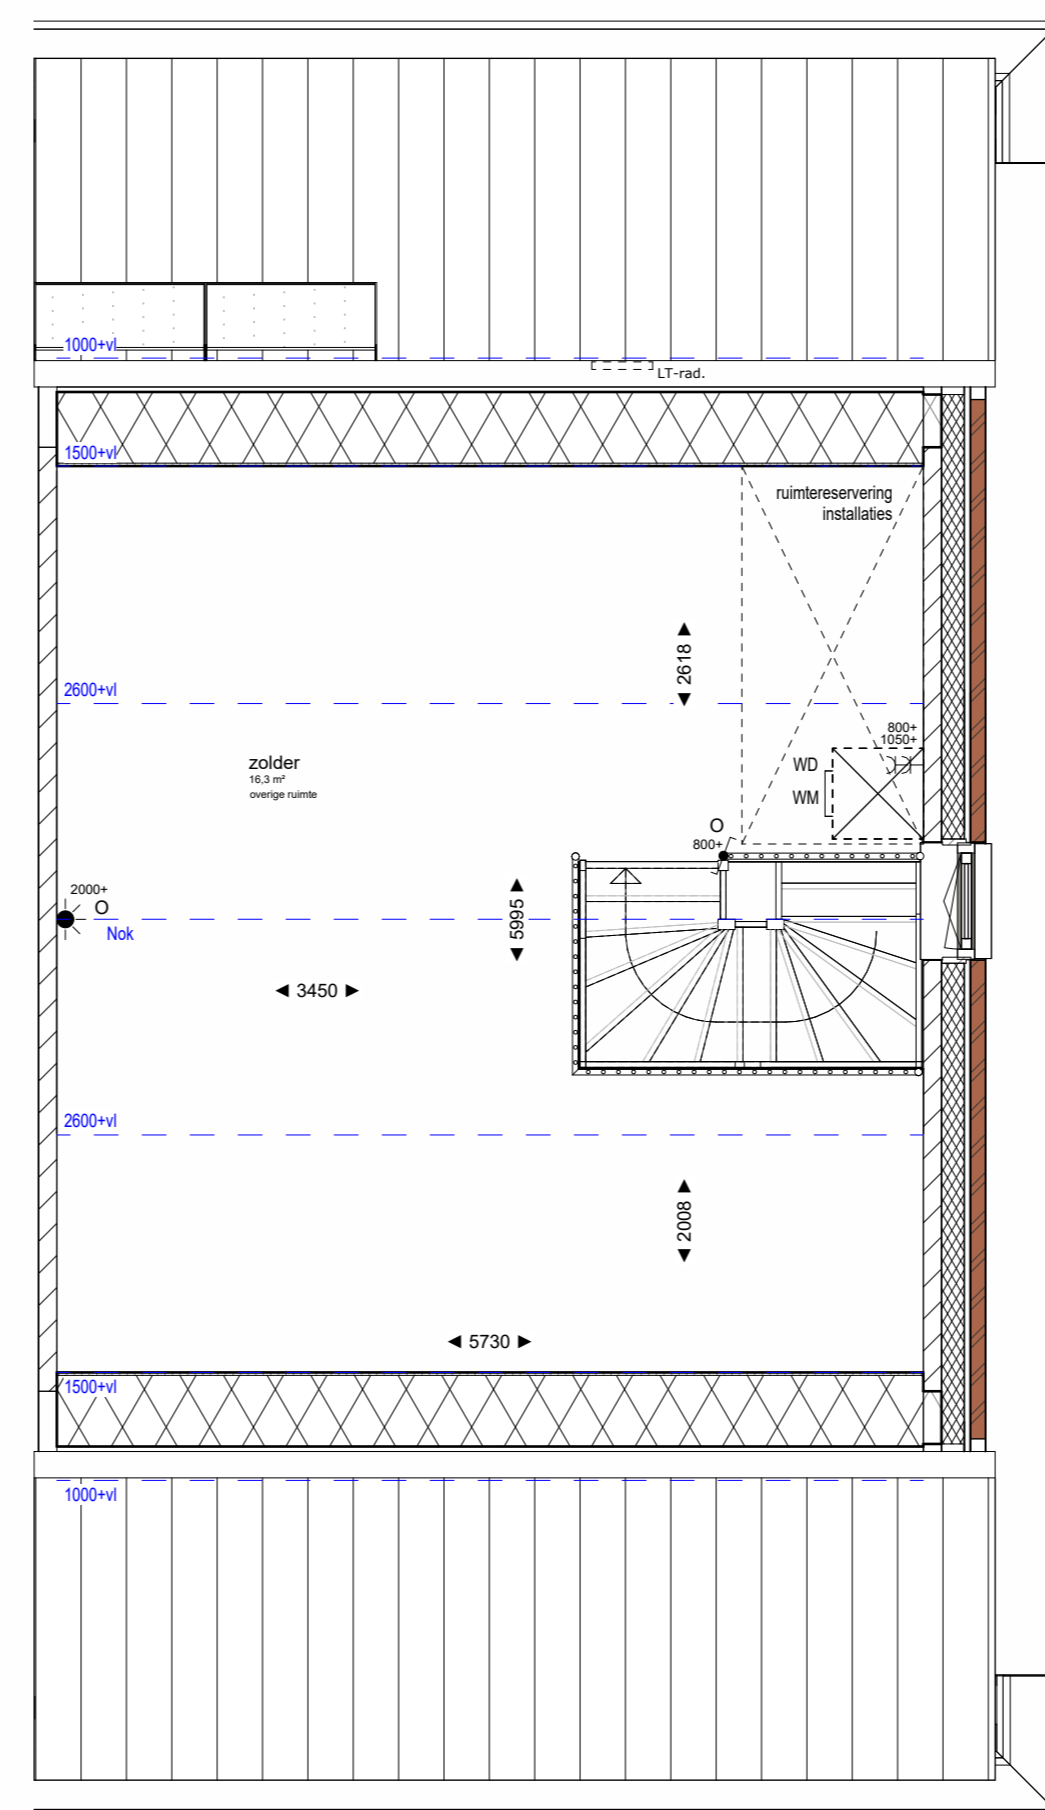 1000+vl
LT-rad.
1500+vl
ruimtereservering
installaties
2618
2600+vl
800+
1050+
zolder
16,3 m²
overige ruimte
WD
WM
O
800+
2000+
O
Nok
5995
3450
2600+vl
2008
5730
1500+vl
1000+vl